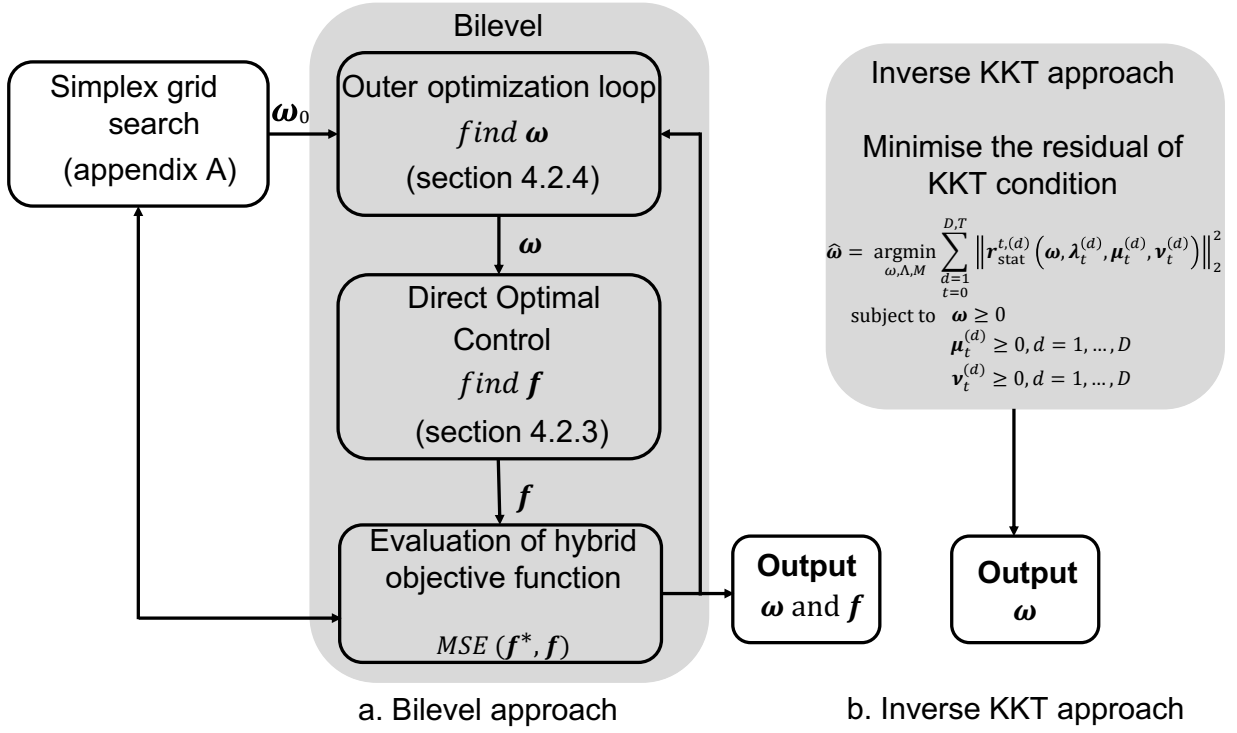 Bilevel
Simplex grid
search
(appendix A)
𝝎₀
Outer optimization loop
find 𝝎
(section 4.2.4)
𝝎
Direct Optimal
Control
find 𝒇
(section 4.2.3)
𝒇
Evaluation of hybrid
objective function
MSE (𝒇*, 𝒇)
Output
𝝎 and 𝒇
a. Bilevel approach
Inverse KKT approach
Minimise the residual of
KKT condition
𝝎̂ = argmin_{ω,Λ,M} ∑_{d=1, t=0}^{D,T} ‖𝒓_stat^{t,(d)} (𝝎, 𝝀_t^{(d)}, 𝝁_t^{(d)}, 𝝂_t^{(d)})‖₂²
subject to 𝝎 ≥ 0
𝝁_t^{(d)} ≥ 0, d = 1, ..., D
𝝂_t^{(d)} ≥ 0, d = 1, ..., D
Output
𝝎
b. Inverse KKT approach